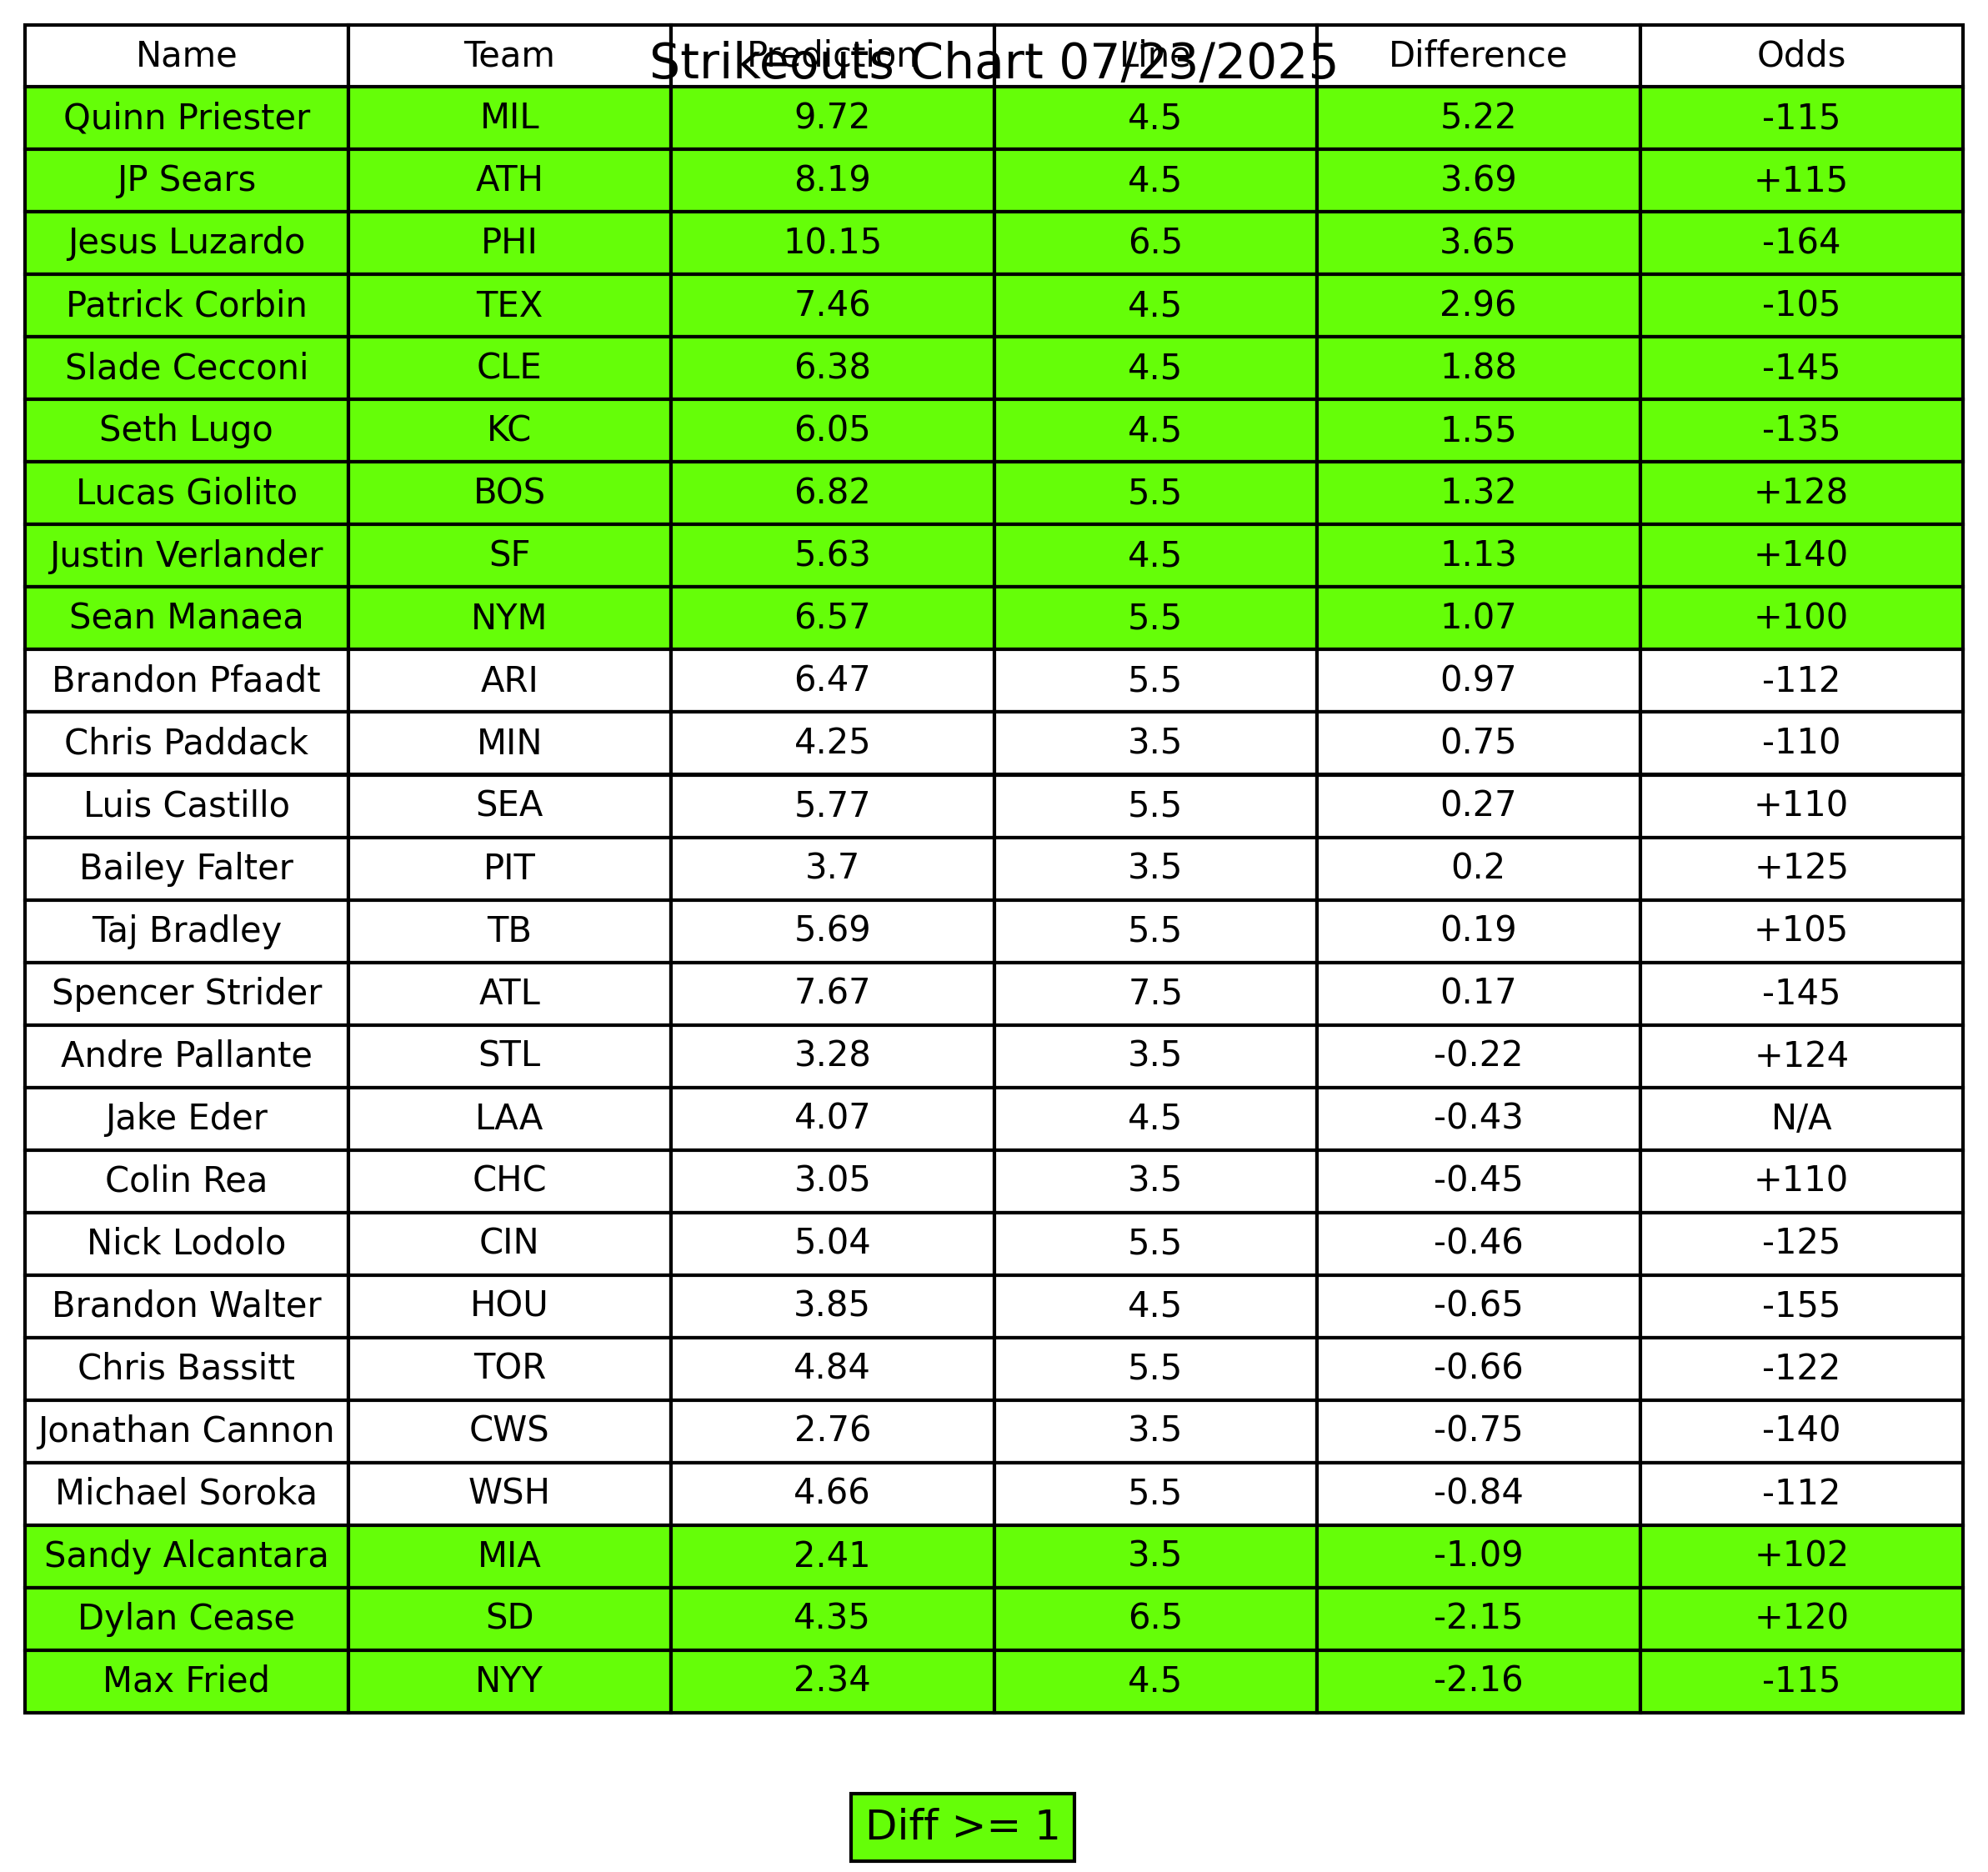 Strikeouts Chart 07/23/2025
Name Team Prediction Line Difference Odds
Quinn Priester MIL 9.72 4.5 5.22 -115
JP Sears ATH 8.19 4.5 3.69 +115
Jesus Luzardo PHI 10.15 6.5 3.65 -164
Patrick Corbin TEX 7.46 4.5 2.96 -105
Slade Cecconi CLE 6.38 4.5 1.88 -145
Seth Lugo KC 6.05 4.5 1.55 -135
Lucas Giolito BOS 6.82 5.5 1.32 +128
Justin Verlander SF 5.63 4.5 1.13 +140
Sean Manaea NYM 6.57 5.5 1.07 +100
Brandon Pfaadt ARI 6.47 5.5 0.97 -112
Chris Paddack MIN 4.25 3.5 0.75 -110
Luis Castillo SEA 5.77 5.5 0.27 +110
Bailey Falter PIT 3.7 3.5 0.2 +125
Taj Bradley TB 5.69 5.5 0.19 +105
Spencer Strider ATL 7.67 7.5 0.17 -145
Andre Pallante STL 3.28 3.5 -0.22 +124
Jake Eder LAA 4.07 4.5 -0.43 N/A
Colin Rea CHC 3.05 3.5 -0.45 +110
Nick Lodolo CIN 5.04 5.5 -0.46 -125
Brandon Walter HOU 3.85 4.5 -0.65 -155
Chris Bassitt TOR 4.84 5.5 -0.66 -122
Jonathan Cannon CWS 2.76 3.5 -0.75 -140
Michael Soroka WSH 4.66 5.5 -0.84 -112
Sandy Alcantara MIA 2.41 3.5 -1.09 +102
Dylan Cease SD 4.35 6.5 -2.15 +120
Max Fried NYY 2.34 4.5 -2.16 -115
Diff >= 1